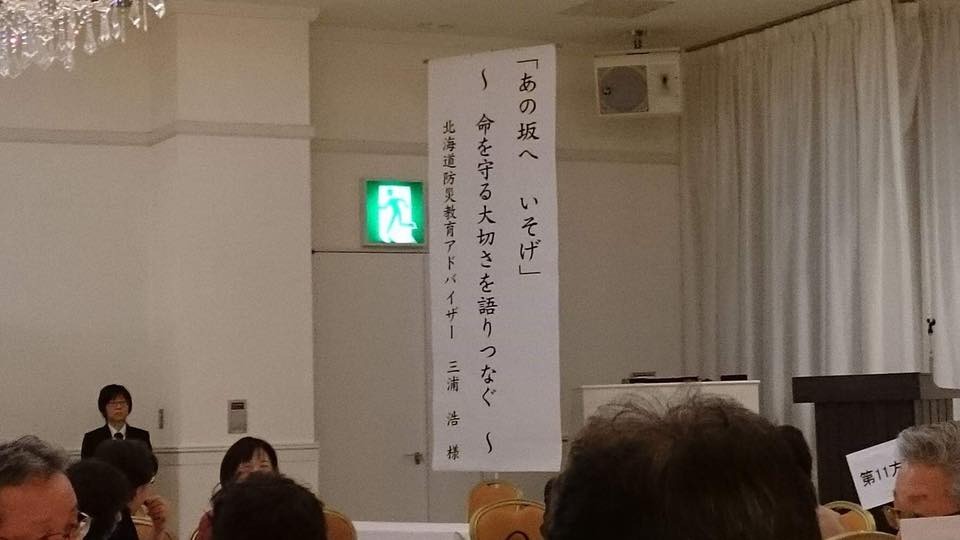 「あの坂へ　いそげ」
～　命を守る大切さを語りつなぐ　～
北海道防災教育アドバイザー　三浦　浩　様
第11方